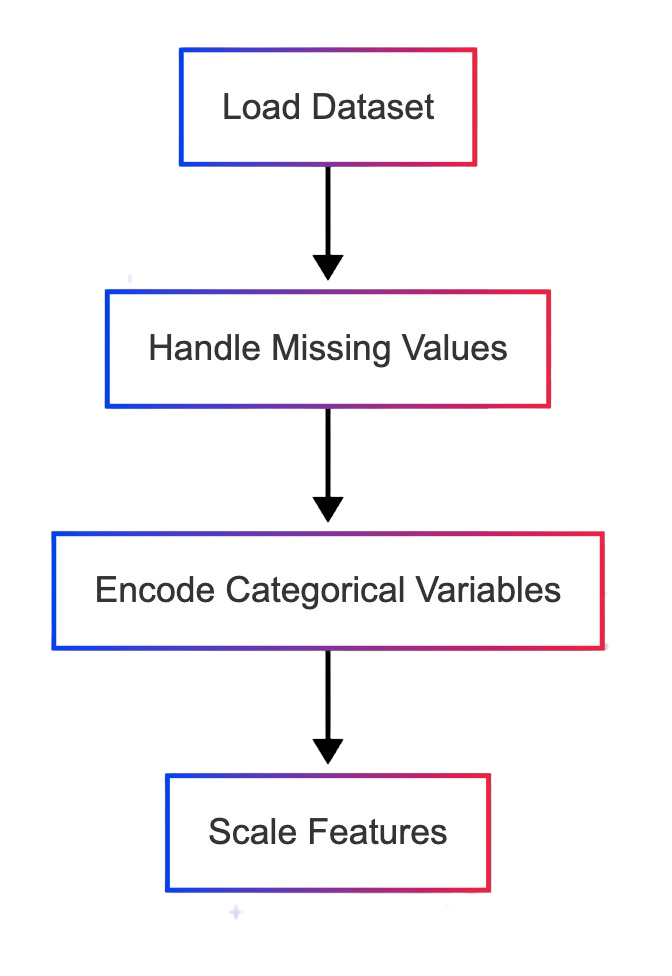 Load Dataset
Handle Missing Values
Encode Categorical Variables
Scale Features